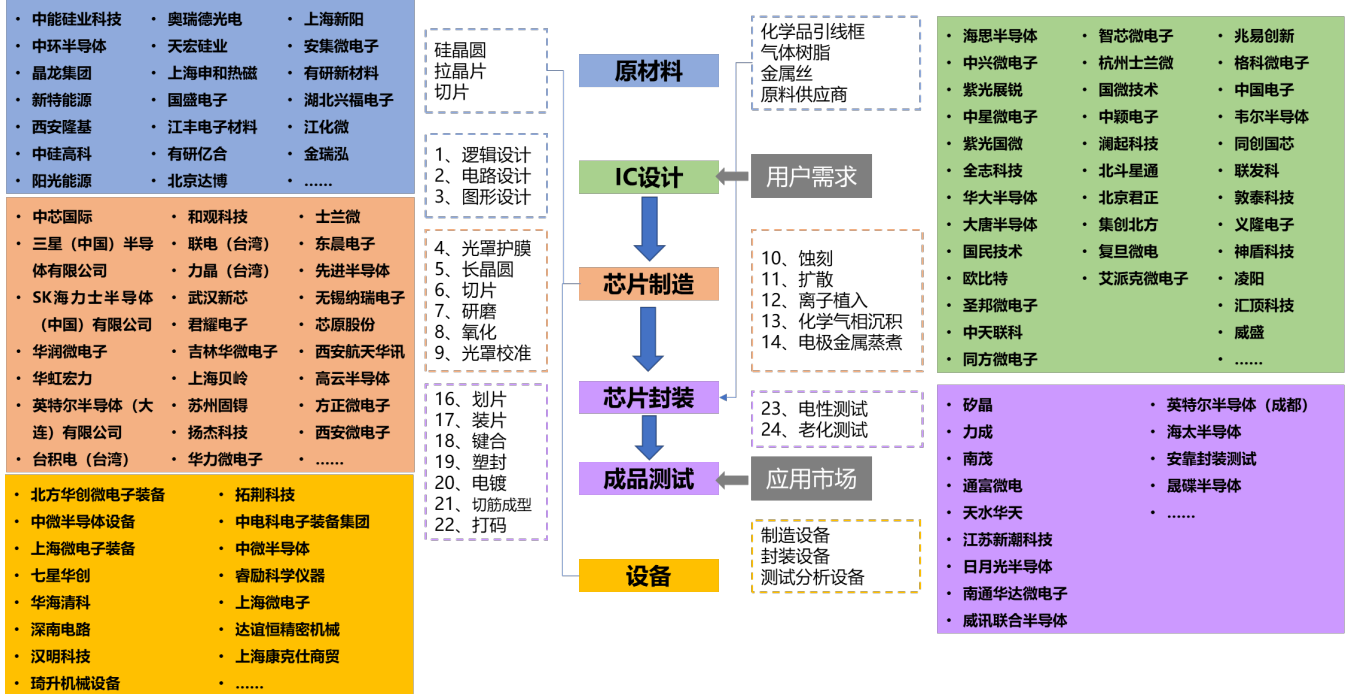 • 中能硅业科技
• 中环半导体
• 晶龙集团
• 新特能源
• 西安隆基
• 中硅高科
• 阳光能源
• 奥瑞德光电
• 天宏硅业
• 上海申和热磁
• 国盛电子
• 江丰电子材料
• 有研亿合
• 北京达博
• 上海新阳
• 安集微电子
• 有研新材料
• 湖北兴福电子
• 江化微
• 金瑞泓
• ……
• 中芯国际
• 三星（中国）半导
体有限公司
• SK海力士半导体
（中国）有限公司
• 华润微电子
• 华虹宏力
• 英特尔半导体（大
连）有限公司
• 台积电（台湾）
• 和观科技
• 联电（台湾）
• 力晶（台湾）
• 武汉新芯
• 君耀电子
• 吉林华微电子
• 上海贝岭
• 苏州固锝
• 扬杰科技
• 华力微电子
• 士兰微
• 东晨电子
• 先进半导体
• 无锡纳瑞电子
• 芯原股份
• 西安航天华讯
• 高云半导体
• 方正微电子
• 西安微电子
• ……
• 北方华创微电子装备
• 中微半导体设备
• 上海微电子装备
• 七星华创
• 华海清科
• 深南电路
• 汉明科技
• 琦升机械设备
• 拓荆科技
• 中电科电子装备集团
• 中微半导体
• 睿励科学仪器
• 上海微电子
• 达谊恒精密机械
• 上海康克仕商贸
• ……
硅晶圆
拉晶片
切片
1、逻辑设计
2、电路设计
3、图形设计
4、光罩护膜
5、长晶圆
6、切片
7、研磨
8、氧化
9、光罩校准
16、划片
17、装片
18、键合
19、塑封
20、电镀
21、切筋成型
22、打码
原材料
IC设计
芯片制造
芯片封装
成品测试
设备
化学品引线框
气体树脂
金属丝
原料供应商
用户需求
10、蚀刻
11、扩散
12、离子植入
13、化学气相沉积
14、电极金属蒸煮
23、电性测试
24、老化测试
应用市场
制造设备
封装设备
测试分析设备
• 海思半导体
• 中兴微电子
• 紫光展锐
• 中星微电子
• 紫光国微
• 全志科技
• 华大半导体
• 大唐半导体
• 国民技术
• 欧比特
• 圣邦微电子
• 中天联科
• 同方微电子
• 智芯微电子
• 杭州士兰微
• 国微技术
• 中颖电子
• 澜起科技
• 北斗星通
• 北京君正
• 集创北方
• 复旦微电
• 艾派克微电子
• 兆易创新
• 格科微电子
• 中国电子
• 韦尔半导体
• 同创国芯
• 联发科
• 敦泰科技
• 义隆电子
• 神盾科技
• 凌阳
• 汇顶科技
• 威盛
• ……
• 矽晶
• 力成
• 南茂
• 通富微电
• 天水华天
• 江苏新潮科技
• 日月光半导体
• 南通华达微电子
• 威讯联合半导体
• 英特尔半导体（成都）
• 海太半导体
• 安靠封装测试
• 晟碟半导体
• ……